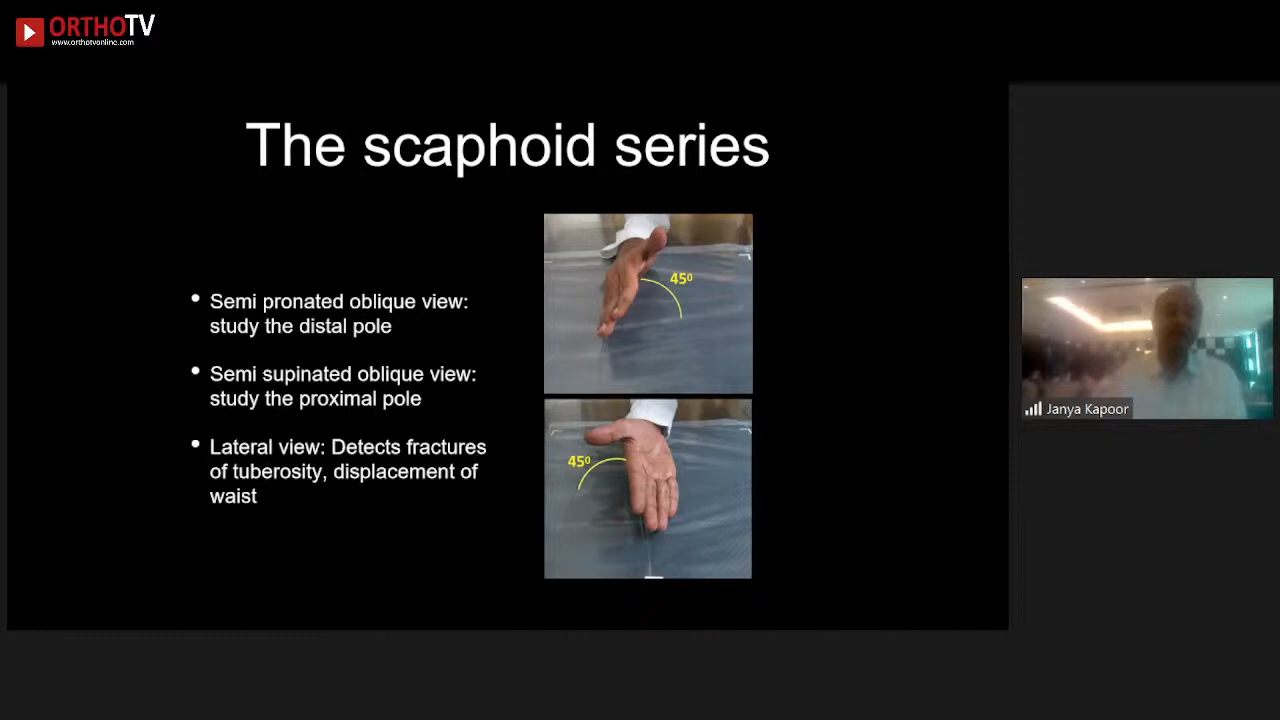 ORTHOTV
www.orthotvonline.com
The scaphoid series
• Semi pronated oblique view:
study the distal pole
• Semi supinated oblique view:
study the proximal pole
• Lateral view: Detects fractures
of tuberosity, displacement of
waist
45⁰
45⁰
Janya Kapoor